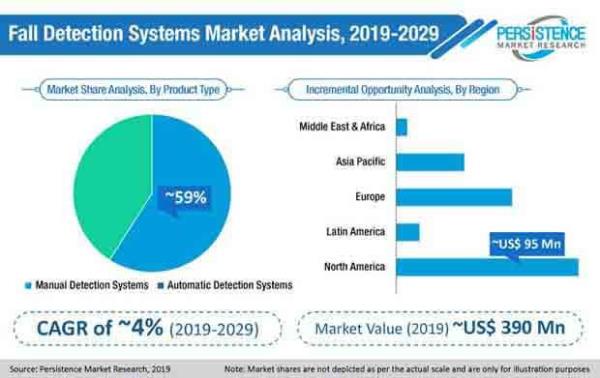 Fall Detection Systems Market Analysis, 2019-2029
PERSiSTENCE
MARKET RESEARCH
Market Share Analysis, By Product Type
Incremental Opportunity Analysis, By Region
~59%
Manual Detection Systems
Automatic Detection Systems
Middle East & Africa
Asia Pacific
Europe
Latin America
North America
~US$ 95 Mn
CAGR of ~4% (2019-2029)
Market Value (2019) ~US$ 390 Mn
Source: Persistence Market Research, 2019
Note: Market shares are not depicted as per the actual scale and are only for illustration purposes